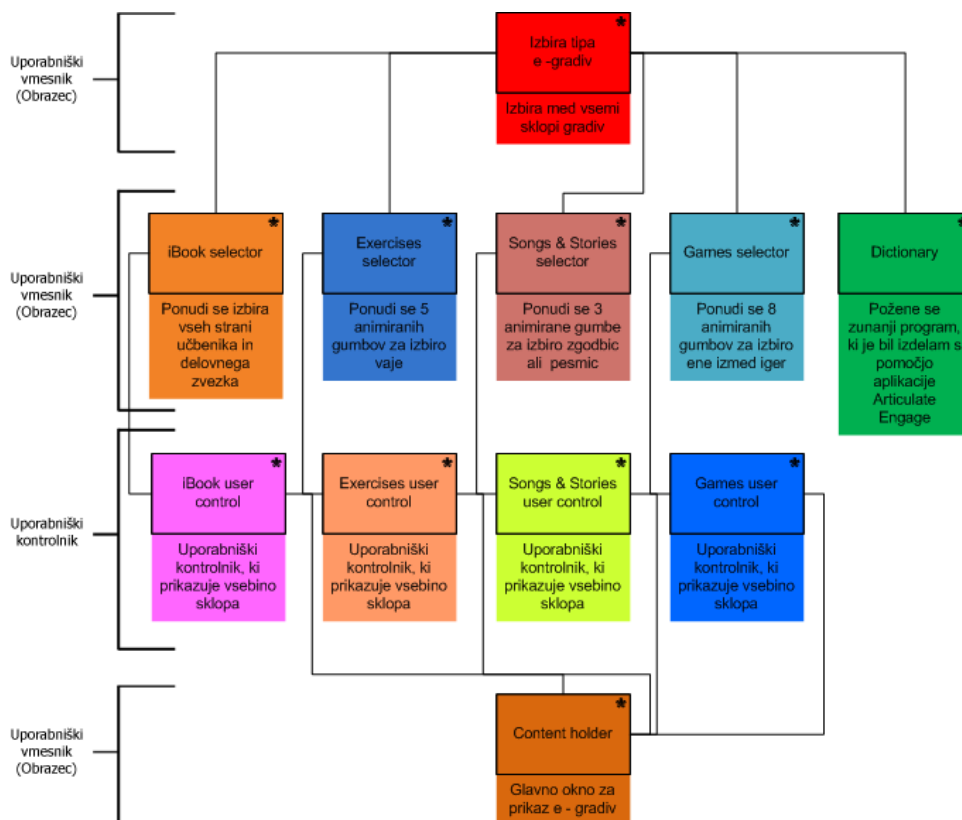 Uporabniški
vmesnik
(Obrazec)
*
Izbira tipa
e -gradiv
Izbira med vsemi
sklopi gradiv
Uporabniški
vmesnik
(Obrazec)
*
iBook selector
Ponudi se izbira
vseh strani
učbenika in
delovnega
zvezka
*
Exercises
selector
Ponudi se 5
animiranih
gumbov za izbiro
vaje
*
Songs & Stories
selector
Ponudi se 3
animirane gumbe
za izbiro zgodbic
ali pesmic
*
Games selector
Ponudi se 8
animiranih
gumbov za izbiro
ene izmed iger
*
Dictionary
Požene se
zunanji program,
ki je bil izdelam s
pomočjo
aplikacije
Articulate
Engage
Uporabniški
kontrolnik
*
iBook user
control
Uporabniški
kontrolnik, ki
prikazuje vsebino
sklopa
*
Exercises user
control
Uporabniški
kontrolnik, ki
prikazuje vsebino
sklopa
*
Songs & Stories
user control
Uporabniški
kontrolnik, ki
prikazuje vsebino
sklopa
*
Games user
control
Uporabniški
kontrolnik, ki
prikazuje vsebino
sklopa
Uporabniški
vmesnik
(Obrazec)
*
Content holder
Glavno okno za
prikaz e - gradiv